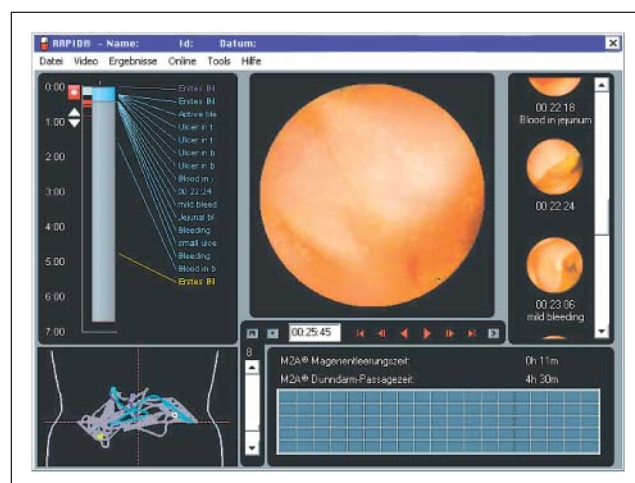 RAPID® - Name: Id: Datum:
Datei Video Ergebnisse Online Tools Hilfe
0:00
1:00
2:00
3:00
4:00
5:00
6:00
7:00
Erstes Bil
Erstes Bil
Active ble
Ulcer in t
Ulcer in t
Ulcer in b
Ulcer in b
Blood in
00:22:24
mild bleed
Jejunal bl
Bleeding
small ulce
Bleeding
Blood in b
Erstes Bil
00:22:18
Blood in jejunum
00:22:24
00:23:06
mild bleeding
00:25:45
8
M2A® Magenentleerungszeit: 0h 11m
M2A® Dünndarm-Passagezeit: 4h 30m